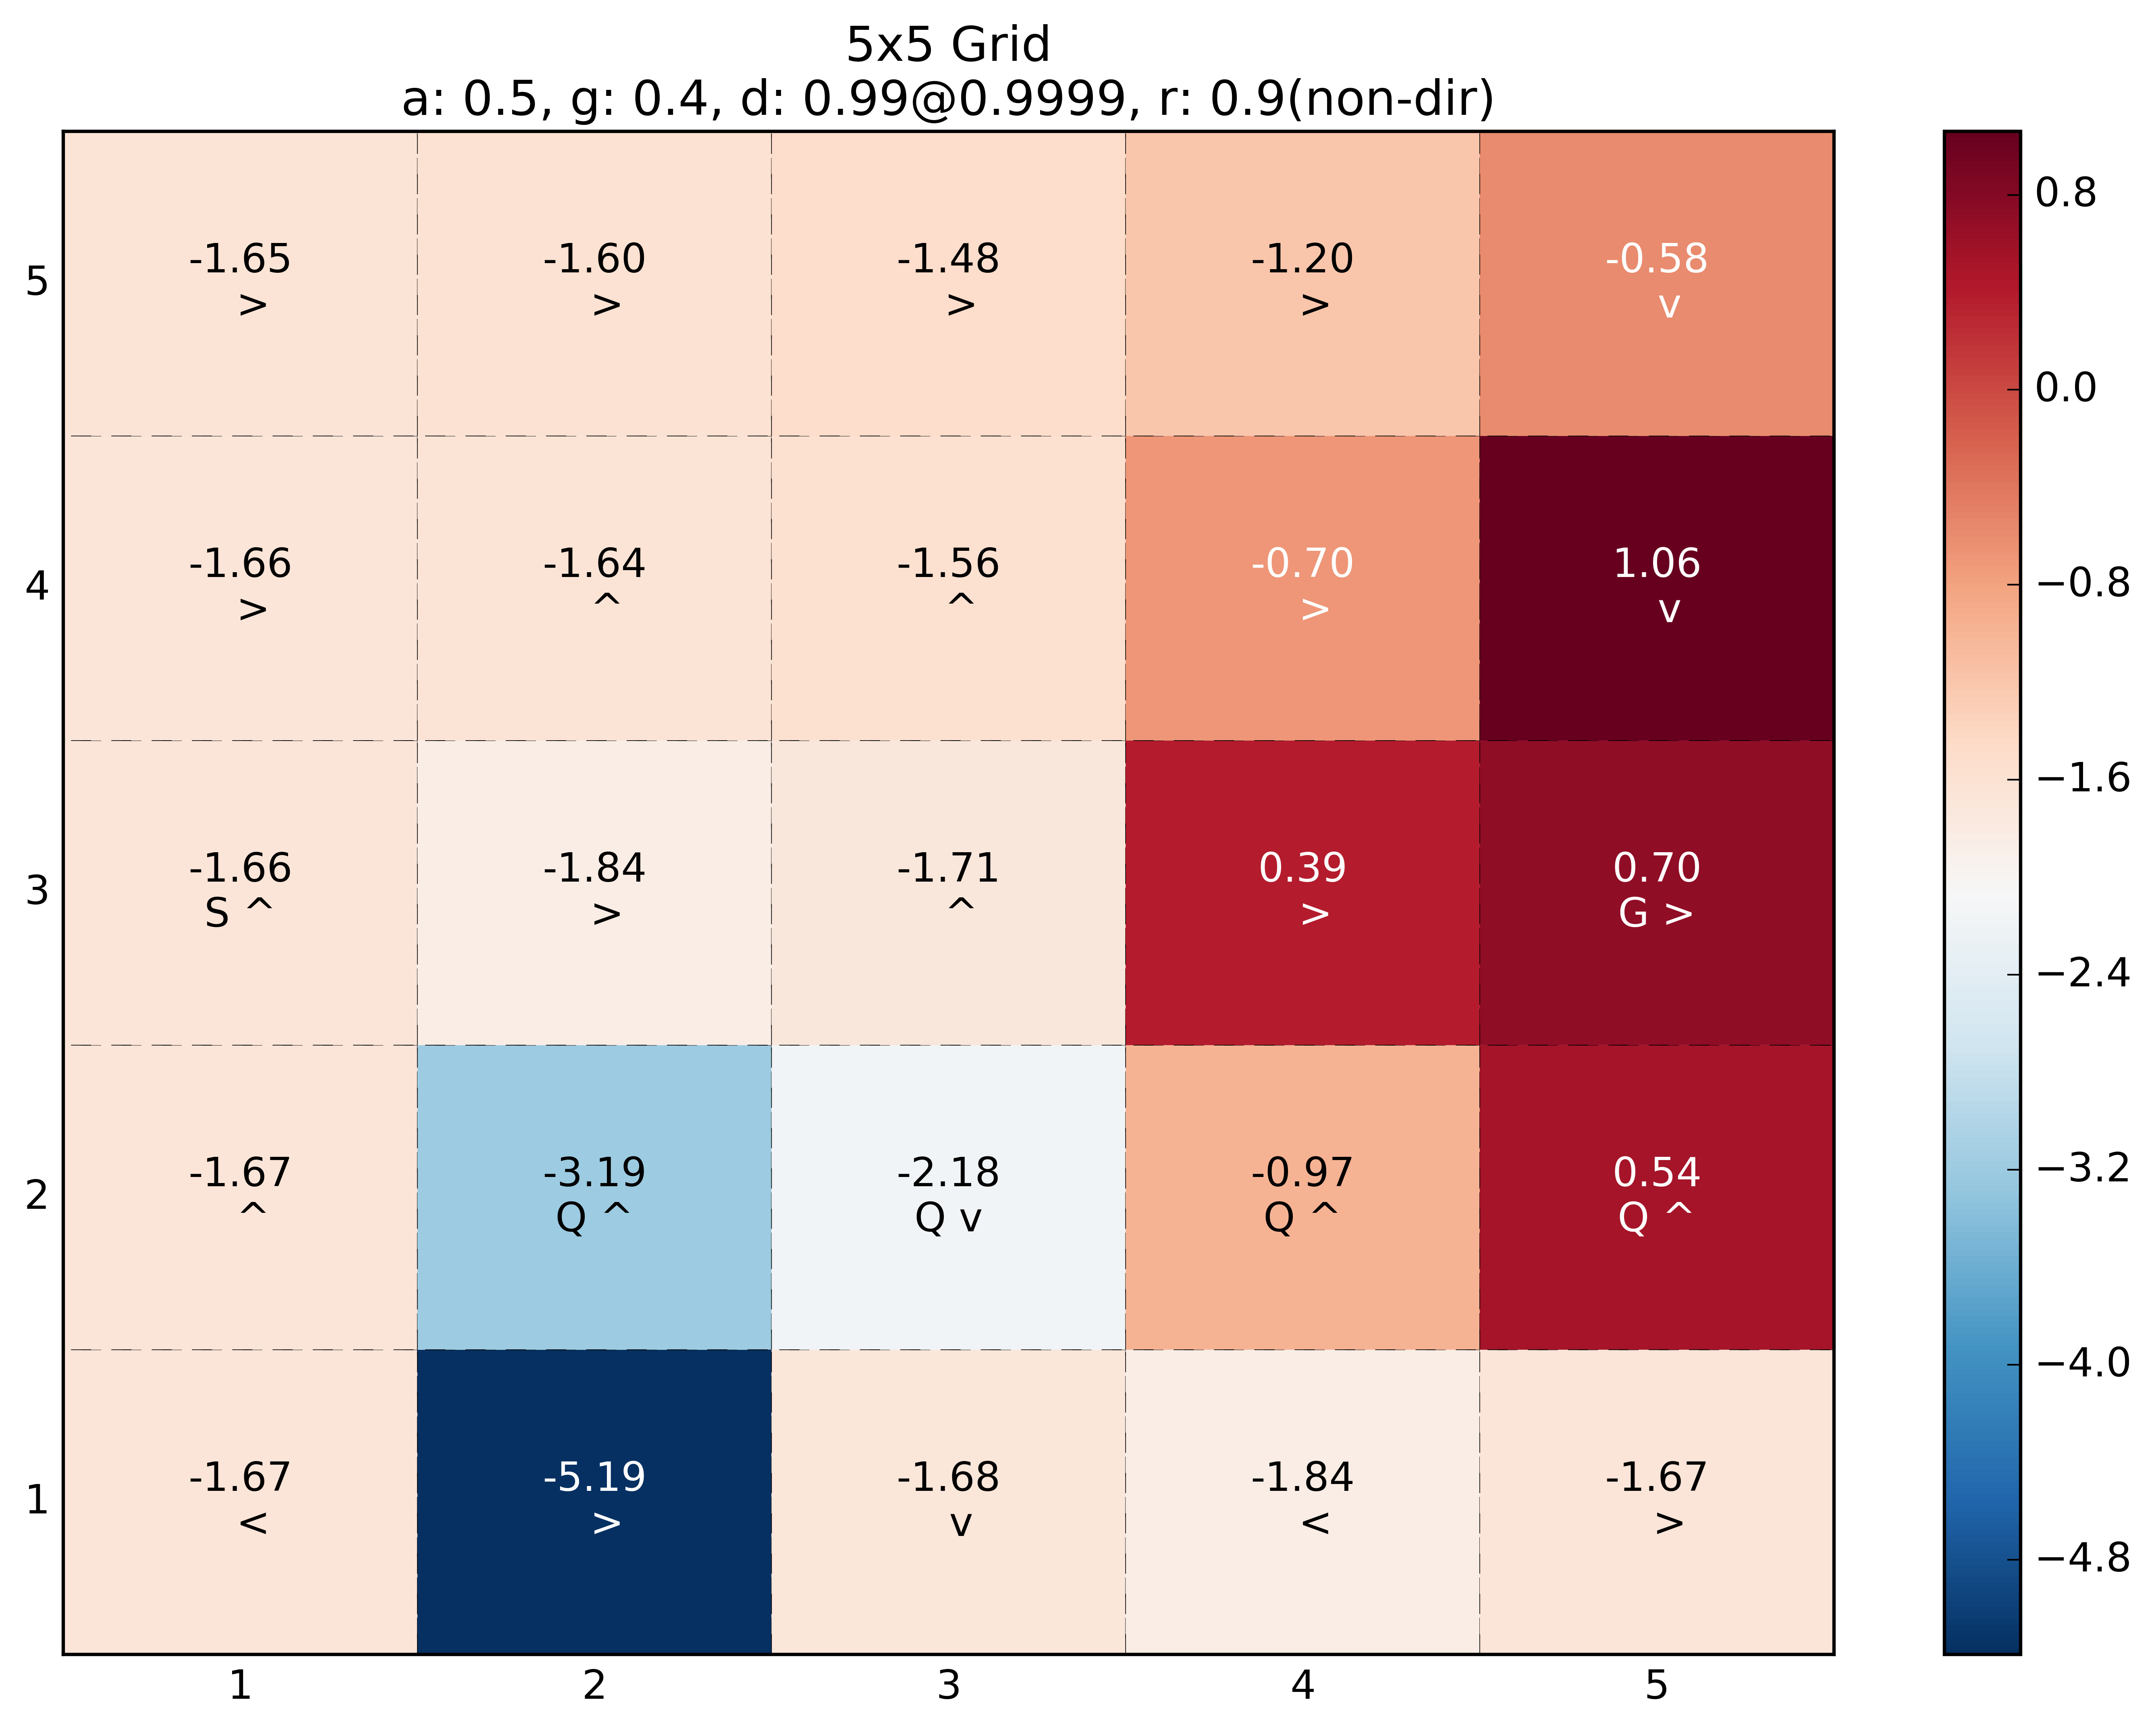 5x5 Grid
a: 0.5, g: 0.4, d: 0.99@0.9999, r: 0.9(non-dir)
5
-1.65 -1.60 -1.48 -1.20 -0.58
> > > > v
4
-1.66 -1.64 -1.56 -0.70 1.06
> ^ ^ > v
3
-1.66 -1.84 -1.71 0.39 0.70
S ^ > ^ > G >
2
-1.67 -3.19 -2.18 -0.97 0.54
^ Q ^ Q v Q ^ Q ^
1
-1.67 -5.19 -1.68 -1.84 -1.67
< > v < >
1 2 3 4 5
0.8
0.0
−0.8
−1.6
−2.4
−3.2
−4.0
−4.8